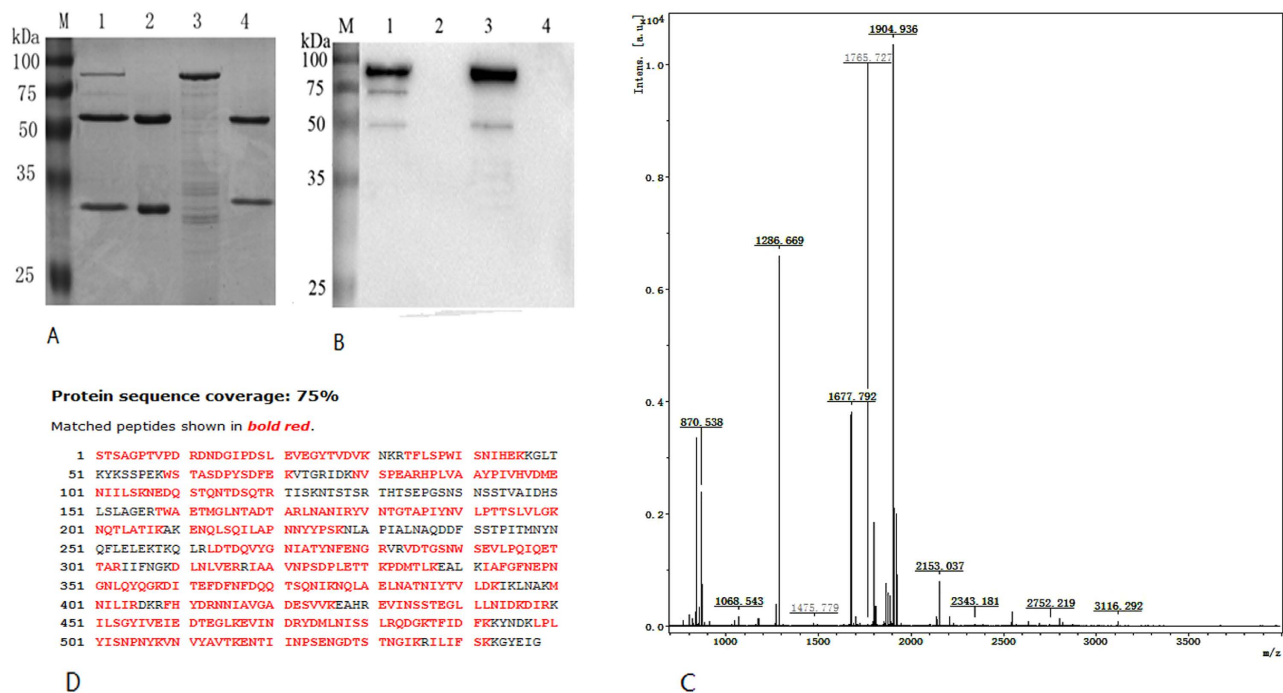 M 1 2 3 4
kDa
100
75
50
35
25
A
M 1 2 3 4
kDa
100
75
50
35
25
B
Intens. [a.u.]
x10⁴
1.0
0.8
0.6
0.4
0.2
0.0
870.538
1068.543
1286.669
1475.779
1677.792
1765.727
1904.936
2153.037
2343.181
2752.219
3116.292
1000 1500 2000 2500 3000 3500
m/z
C
Protein sequence coverage: 75%
Matched peptides shown in bold red.
1 STSAGPTVPD RDNDGIPDSL EVEGYTVDVK NKRTFLSPWI SNIHEKKGLT
51 KYKSSPEKWS TASDPYSDFE KVTGRIDKNV SPEARHPLVA AYPIVHVDME
101 NIILSKNEDQ STQNTDSQTR TISKNTSTSR THTSEPGSNS NSSTVAIDHS
151 LSLAGERTWA ETMGLNTADT ARLNANIRYV NTGTAPIYNV LPTTSLVLGK
201 NQTLATIKAK ENQLSQILAP NNYYPSKNLA PIALNAQDDF SSTPITMNYN
251 QFLELEKTKQ LRLDTDQVYG NIATYNFENG RVRVDTGSNW SEVLPQIQET
301 TARIIFNGKD LNLVERRIAA VNPSDPLETT KPDMTLKEAL KIAFGFNEPN
351 GNLQYQGKDI TEFDFNFDQQ TSQNIKNQLA ELNATNIYTV LDKIKLNAKM
401 NILIRDKRFH YDRNNIAVGA DESVVKEAHR EVINSSTEGL LLNIDKDIRK
451 ILSGYIVEIE DTEGLKEVIN DRYDMLNISS LRQDGKTFID FKKYNDKLPL
501 YISNPNYKVN VYAVTKENTI INPSENGDTS TNGIKRILIF SKKGYEIG
D